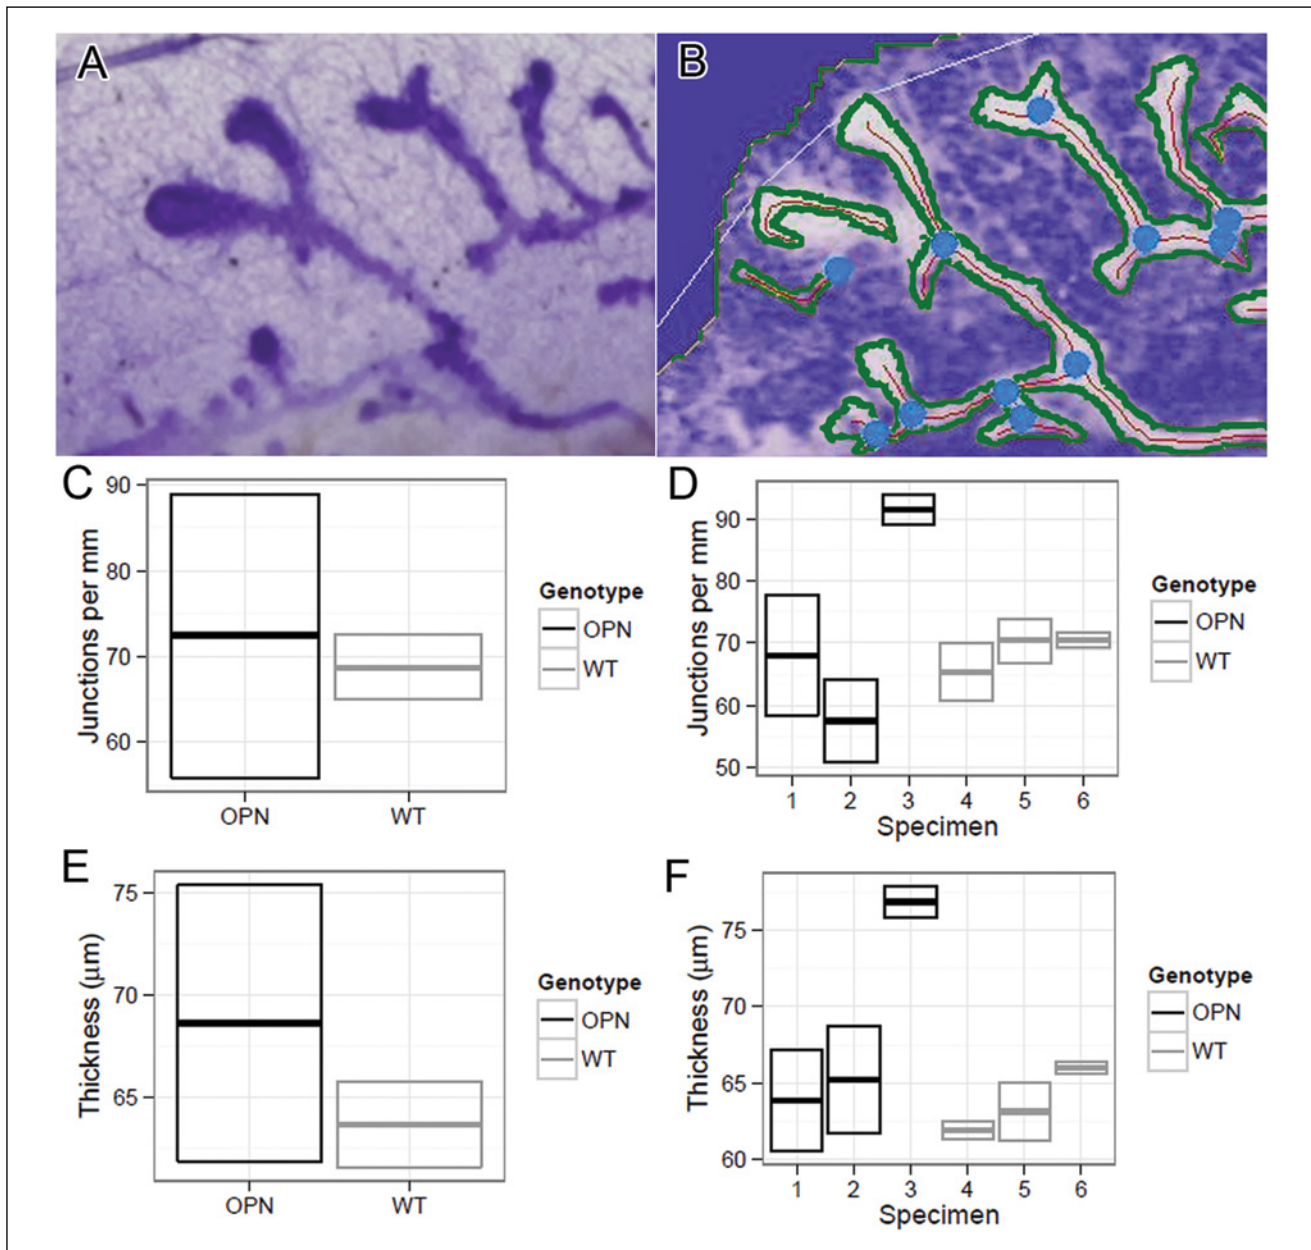 A
B
C
90
80
70
60
Junctions per mm
OPN
WT
Genotype
OPN
WT
D
90
80
70
60
50
Junctions per mm
1 2 3 4 5 6
Specimen
Genotype
OPN
WT
E
75
70
65
Thickness (μm)
OPN
WT
Genotype
OPN
WT
F
75
70
65
60
Thickness (μm)
1 2 3 4 5 6
Specimen
Genotype
OPN
WT